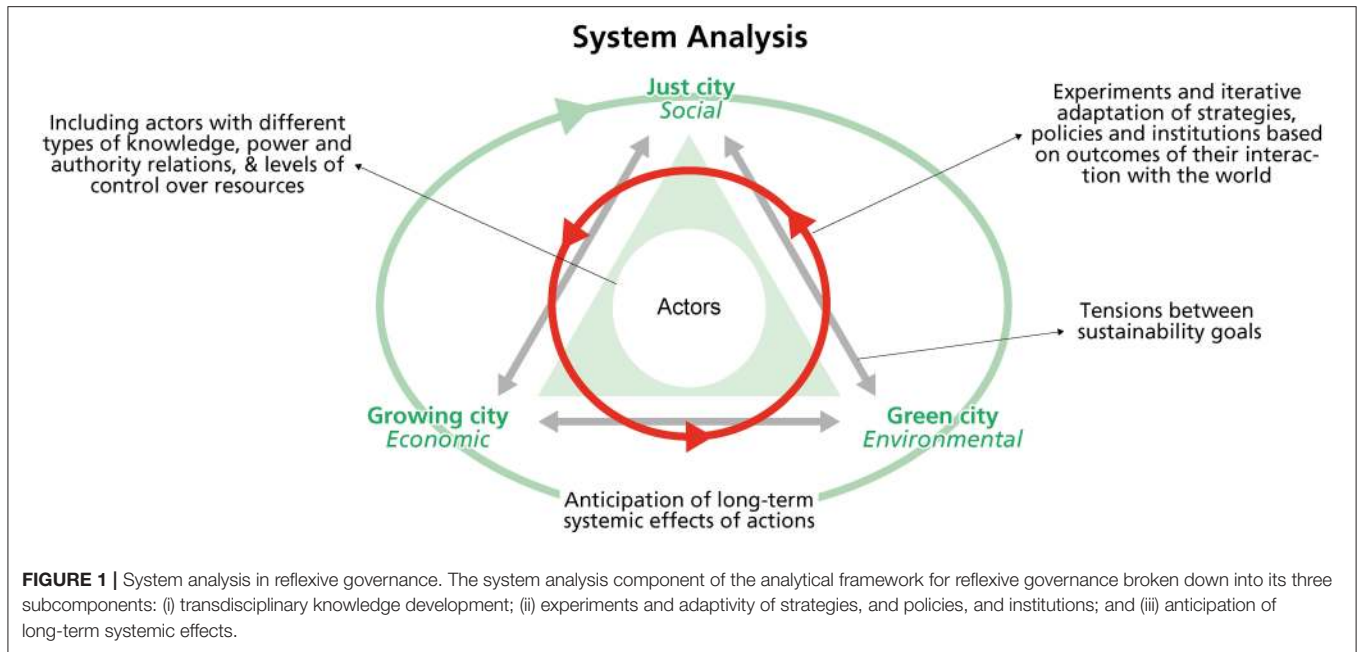 System Analysis
Just city
Social
Including actors with different
types of knowledge, power and
authority relations, & levels of
control over resources
Experiments and iterative
adaptation of strategies,
policies and institutions based
on outcomes of their interac-
tion with the world
Actors
Tensions between
sustainability goals
Growing city
Economic
Green city
Environmental
Anticipation of long-term
systemic effects of actions
FIGURE 1 | System analysis in reflexive governance. The system analysis component of the analytical framework for reflexive governance broken down into its three
subcomponents: (i) transdisciplinary knowledge development; (ii) experiments and adaptivity of strategies, and policies, and institutions; and (iii) anticipation of
long-term systemic effects.